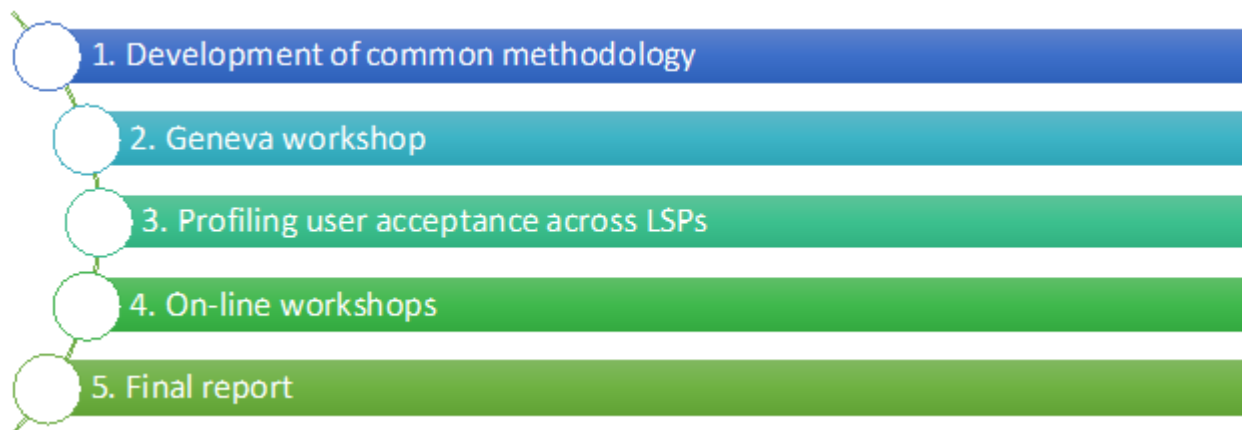 1. Development of common methodology
2. Geneva workshop
3. Profiling user acceptance across LSPs
4. On-line workshops
5. Final report